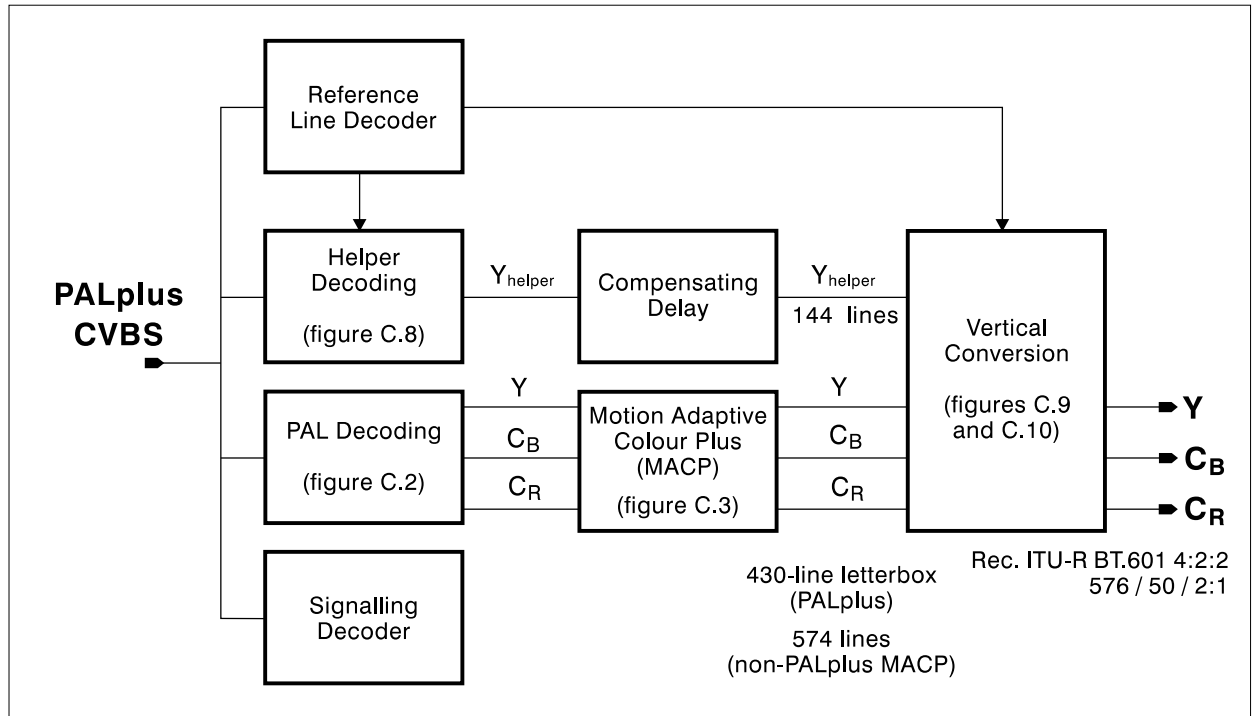 Reference
Line Decoder
Helper
Decoding
(figure C.8)
Yhelper
Compensating
Delay
Yhelper
144 lines
PALplus
CVBS
Vertical
Conversion
(figures C.9
and C.10)
PAL Decoding
(figure C.2)
Y
CB
CR
Motion Adaptive
Colour Plus
(MACP)
(figure C.3)
Y
CB
CR
Y
CB
CR
Rec. ITU-R BT.601 4:2:2
576 / 50 / 2:1
430-line letterbox
(PALplus)
574 lines
(non-PALplus MACP)
Signalling
Decoder